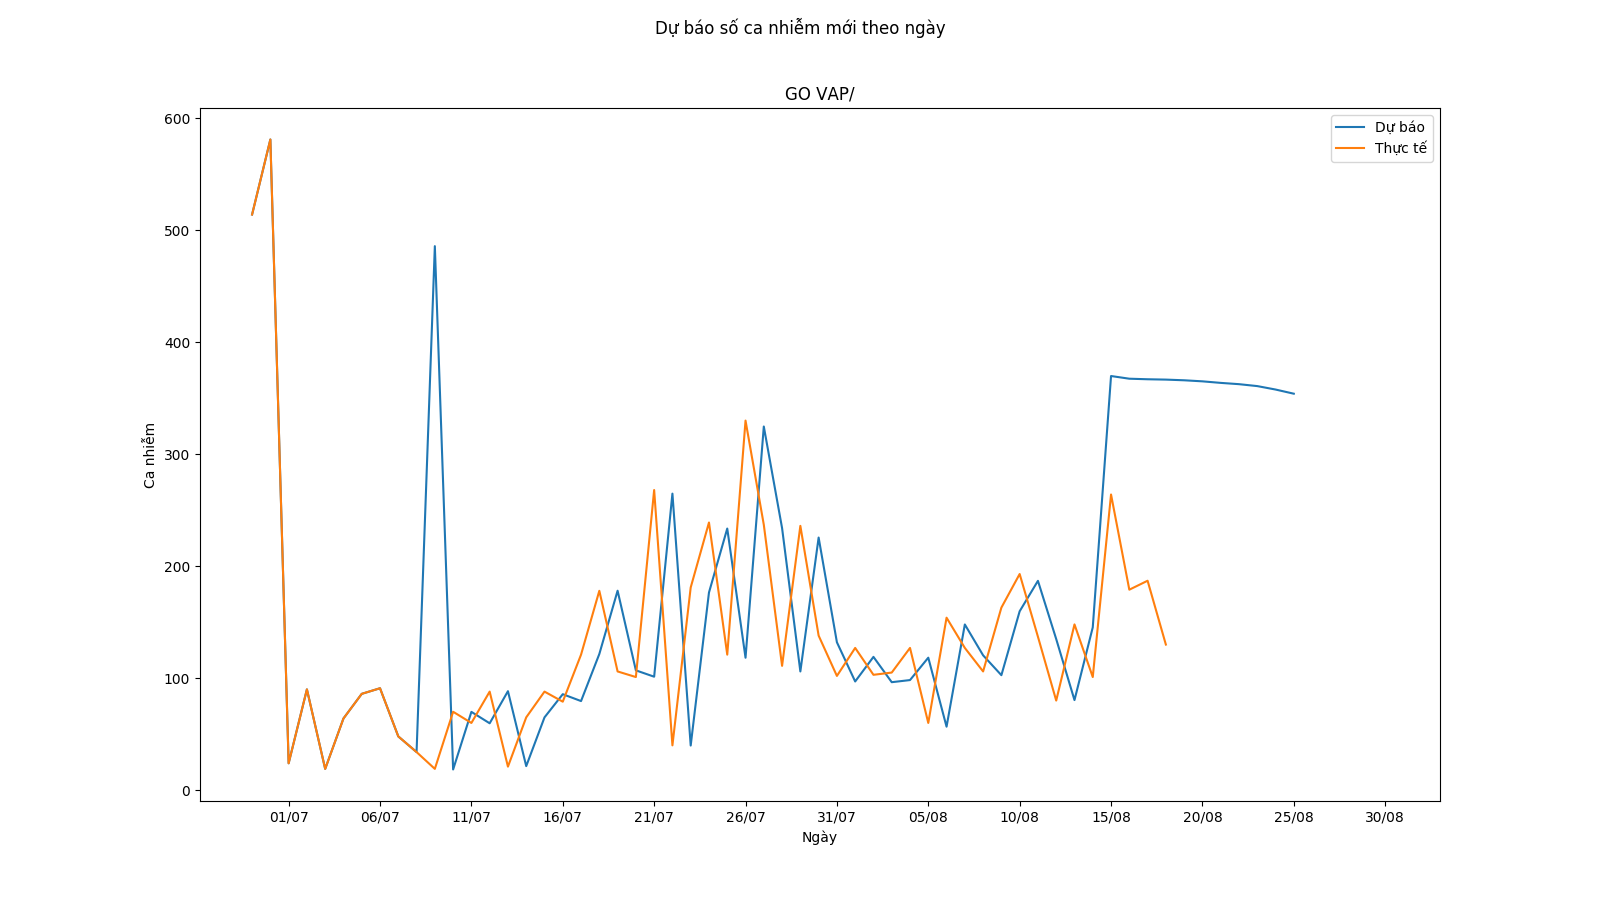 Dự báo số ca nhiễm mới theo ngày
GO VAP/
Dự báo
Thực tế
600
500
400
300
200
100
0
Ca nhiễm
01/07 06/07 11/07 16/07 21/07 26/07 31/07 05/08 10/08 15/08 20/08 25/08 30/08
Ngày